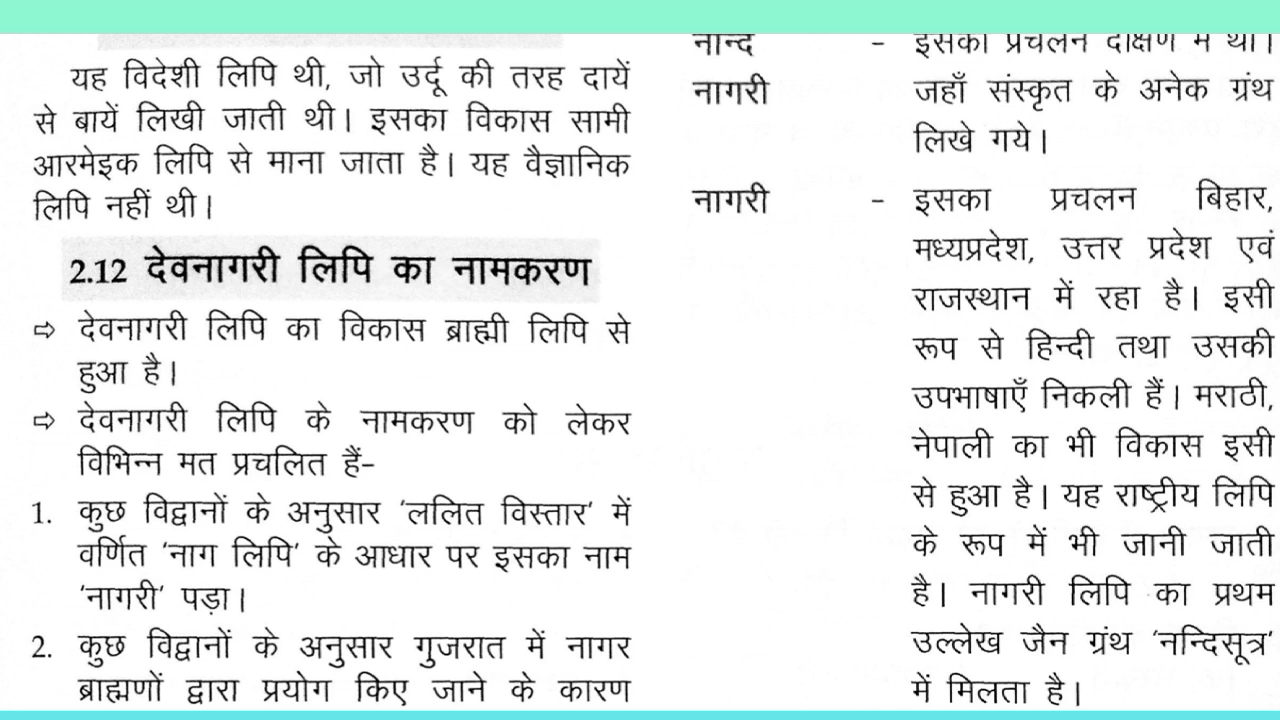 यह विदेशी लिपि थी, जो उर्दू की तरह दायें
से बायें लिखी जाती थी। इसका विकास सामी
आरमेइक लिपि से माना जाता है। यह वैज्ञानिक
लिपि नहीं थी।
2.12 देवनागरी लिपि का नामकरण
⇨ देवनागरी लिपि का विकास ब्राह्मी लिपि से
हुआ है।
⇨ देवनागरी लिपि के नामकरण को लेकर
विभिन्न मत प्रचलित हैं-
1. कुछ विद्वानों के अनुसार 'ललित विस्तार' में
वर्णित 'नाग लिपि' के आधार पर इसका नाम
'नागरी' पड़ा।
2. कुछ विद्वानों के अनुसार गुजरात में नागर
ब्राह्मणों द्वारा प्रयोग किए जाने के कारण
नान्द - इसका प्रचलन दक्षिण में था।
नागरी जहाँ संस्कृत के अनेक ग्रंथ
लिखे गये।
नागरी - इसका प्रचलन बिहार,
मध्यप्रदेश, उत्तर प्रदेश एवं
राजस्थान में रहा है। इसी
रूप से हिन्दी तथा उसकी
उपभाषाएँ निकली हैं। मराठी,
नेपाली का भी विकास इसी
से हुआ है। यह राष्ट्रीय लिपि
के रूप में भी जानी जाती
है। नागरी लिपि का प्रथम
उल्लेख जैन ग्रंथ 'नन्दिसूत्र'
में मिलता है।